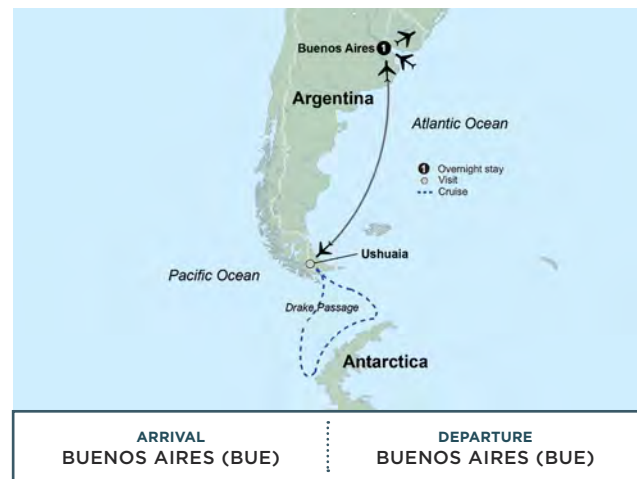 Buenos Aires 1
Argentina
Atlantic Ocean
1 Overnight stay
Visit
Cruise
Ushuaia
Pacific Ocean
Drake Passage
Antarctica
ARRIVAL
BUENOS AIRES (BUE)
DEPARTURE
BUENOS AIRES (BUE)